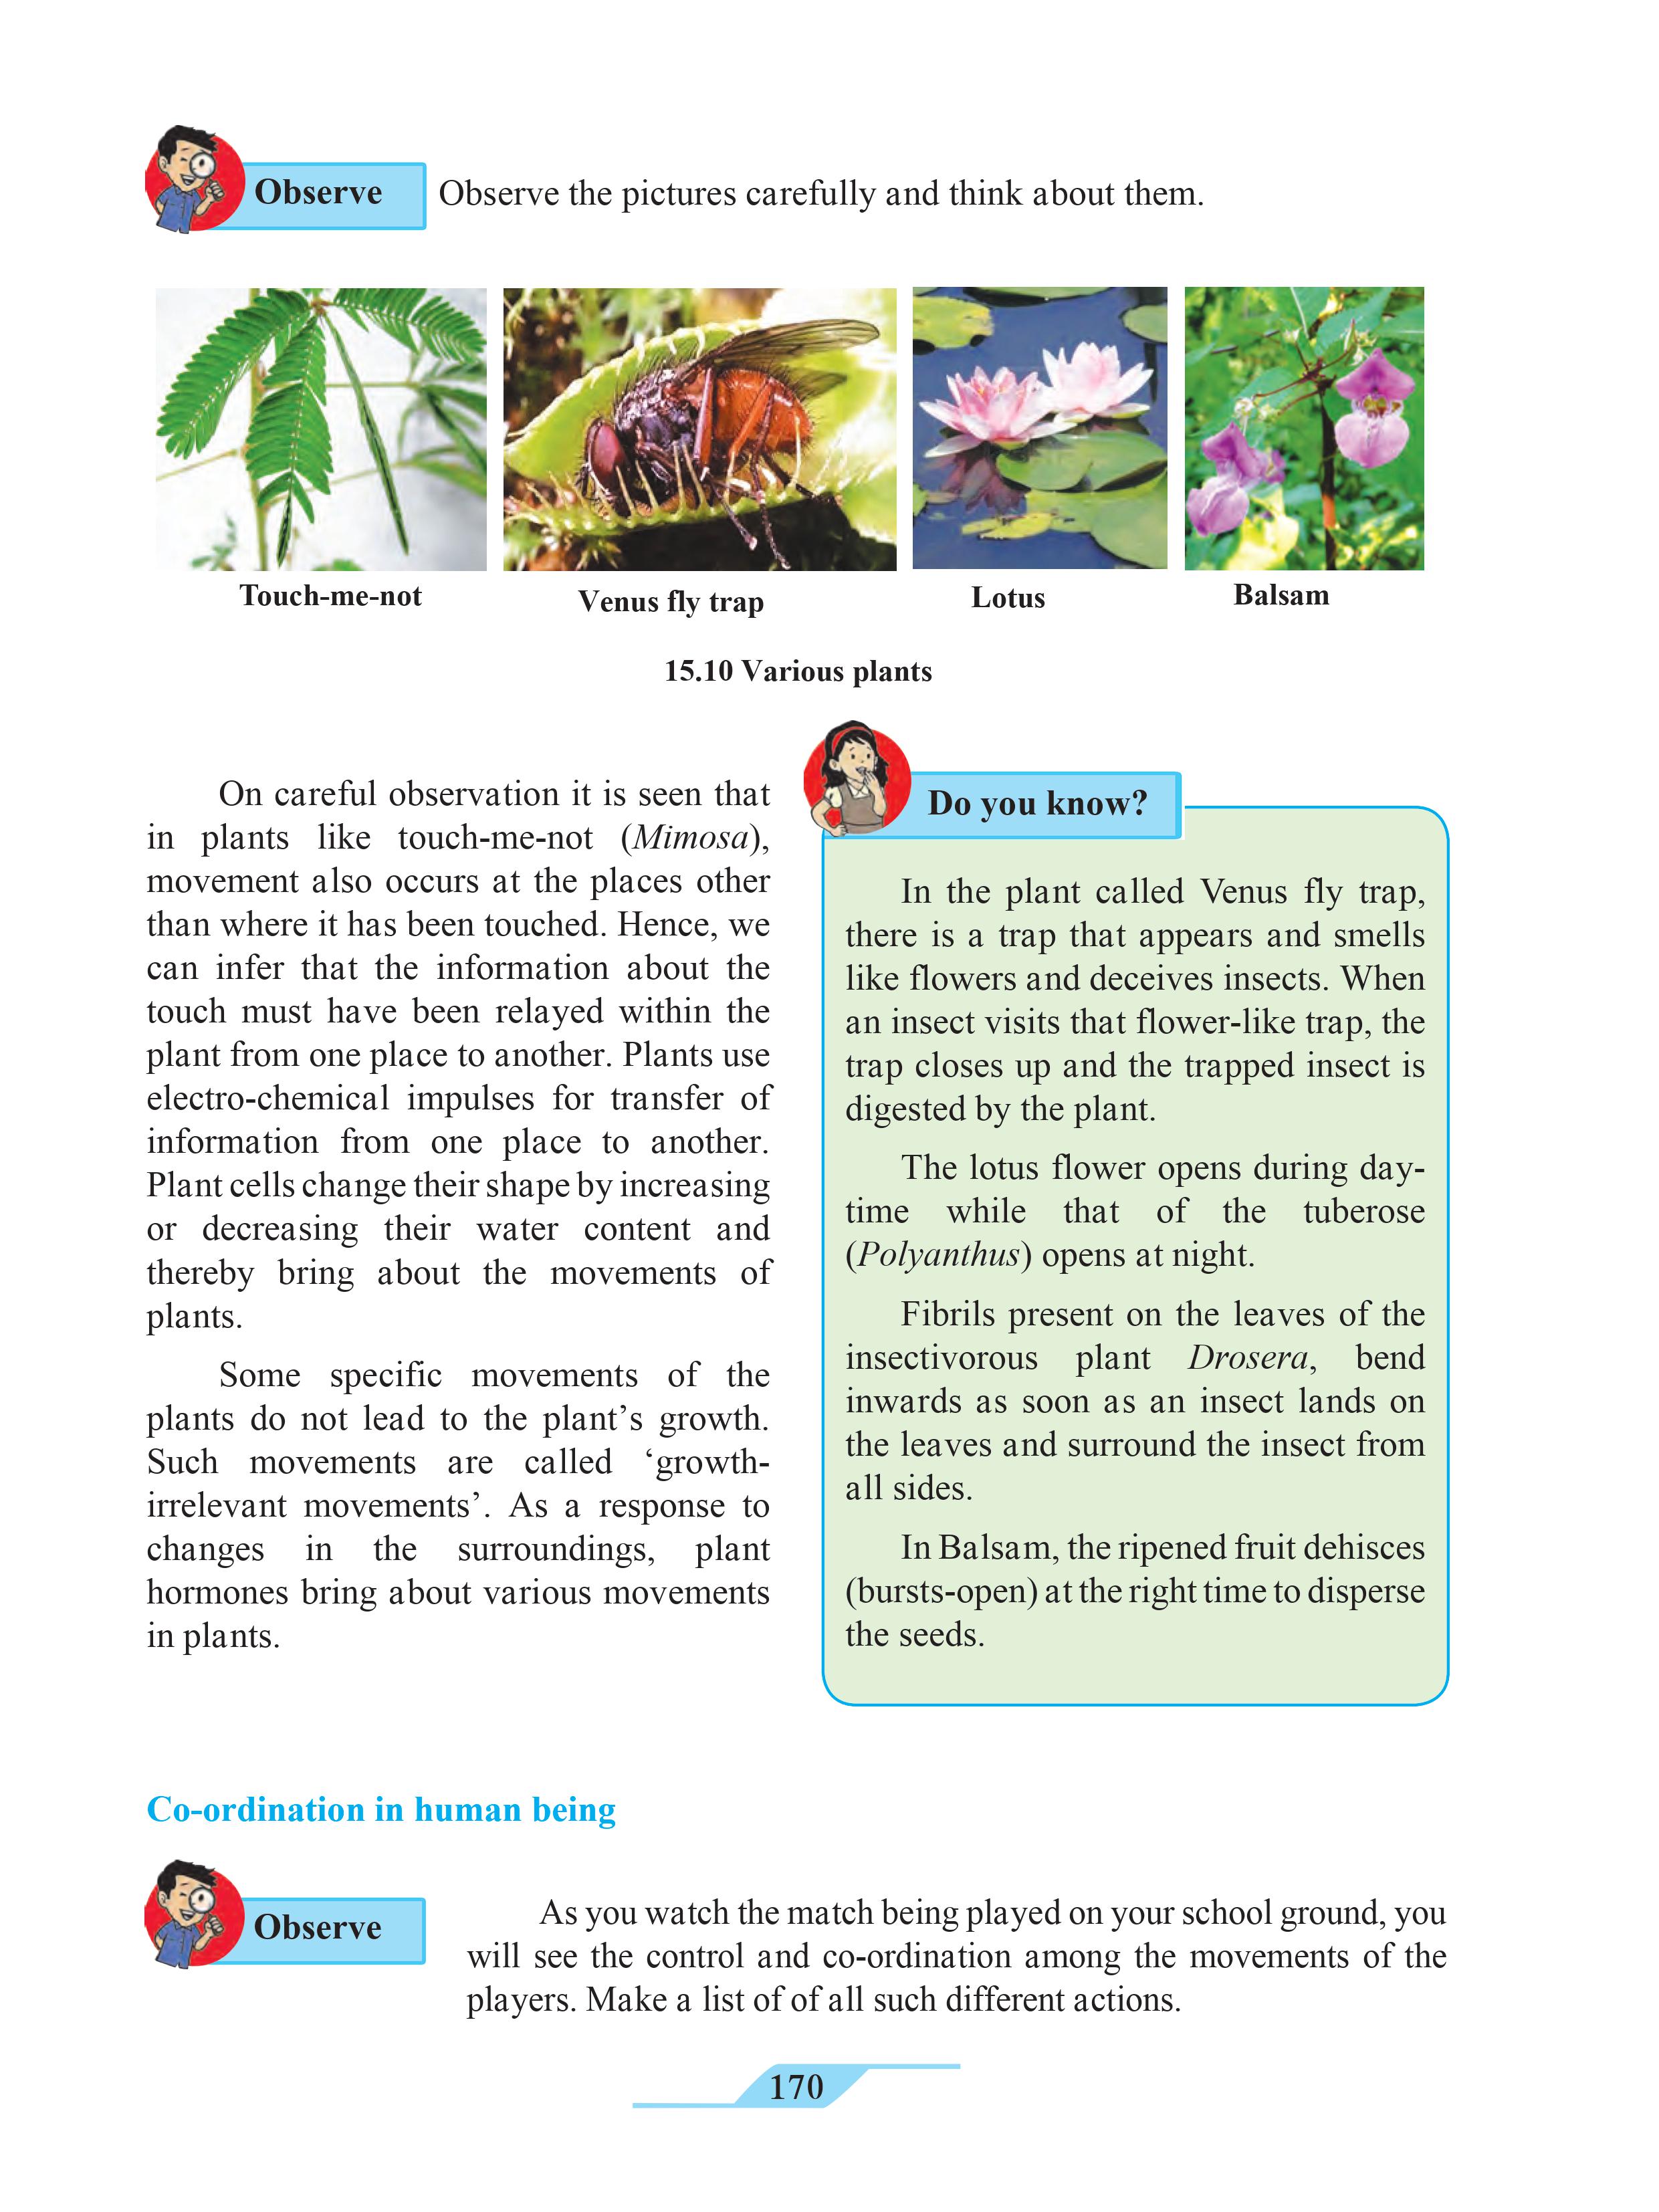 Observe
Observe the pictures carefully and think about them.
Touch-me-not
Venus fly trap
Lotus
Balsam
15.10 Various plants
On careful observation it is seen that
in plants like touch-me-not (Mimosa),
movement also occurs at the places other
than where it has been touched. Hence, we
can infer that the information about the
touch must have been relayed within the
plant from one place to another. Plants use
electro-chemical impulses for transfer of
information from one place to another.
Plant cells change their shape by increasing
or decreasing their water content and
thereby bring about the movements of
plants.
Some specific movements of the
plants do not lead to the plant’s growth.
Such movements are called ‘growth-
irrelevant movements’. As a response to
changes in the surroundings, plant
hormones bring about various movements
in plants.
Do you know?
In the plant called Venus fly trap,
there is a trap that appears and smells
like flowers and deceives insects. When
an insect visits that flower-like trap, the
trap closes up and the trapped insect is
digested by the plant.
The lotus flower opens during day-
time while that of the tuberose
(Polyanthus) opens at night.
Fibrils present on the leaves of the
insectivorous plant Drosera, bend
inwards as soon as an insect lands on
the leaves and surround the insect from
all sides.
In Balsam, the ripened fruit dehisces
(bursts-open) at the right time to disperse
the seeds.
Co-ordination in human being
Observe
As you watch the match being played on your school ground, you
will see the control and co-ordination among the movements of the
players. Make a list of of all such different actions.
170